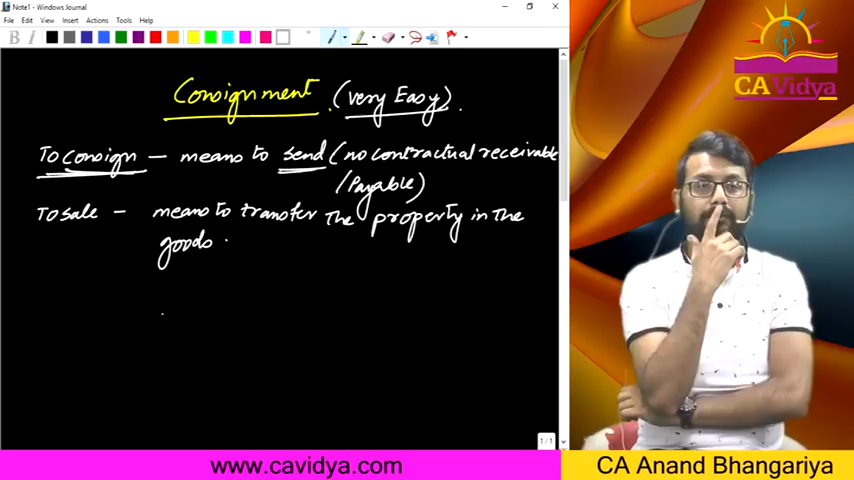 Note1 - Windows Journal
File Edit View Insert Actions Tools Help
B I
CA Vidya
Consignment (very Easy).
To consign — means to send (no contractual receivable
/Payable)
To sale — means to transfer the property in the
goods.
1 / 1
www.cavidya.com
CA Anand Bhangariya